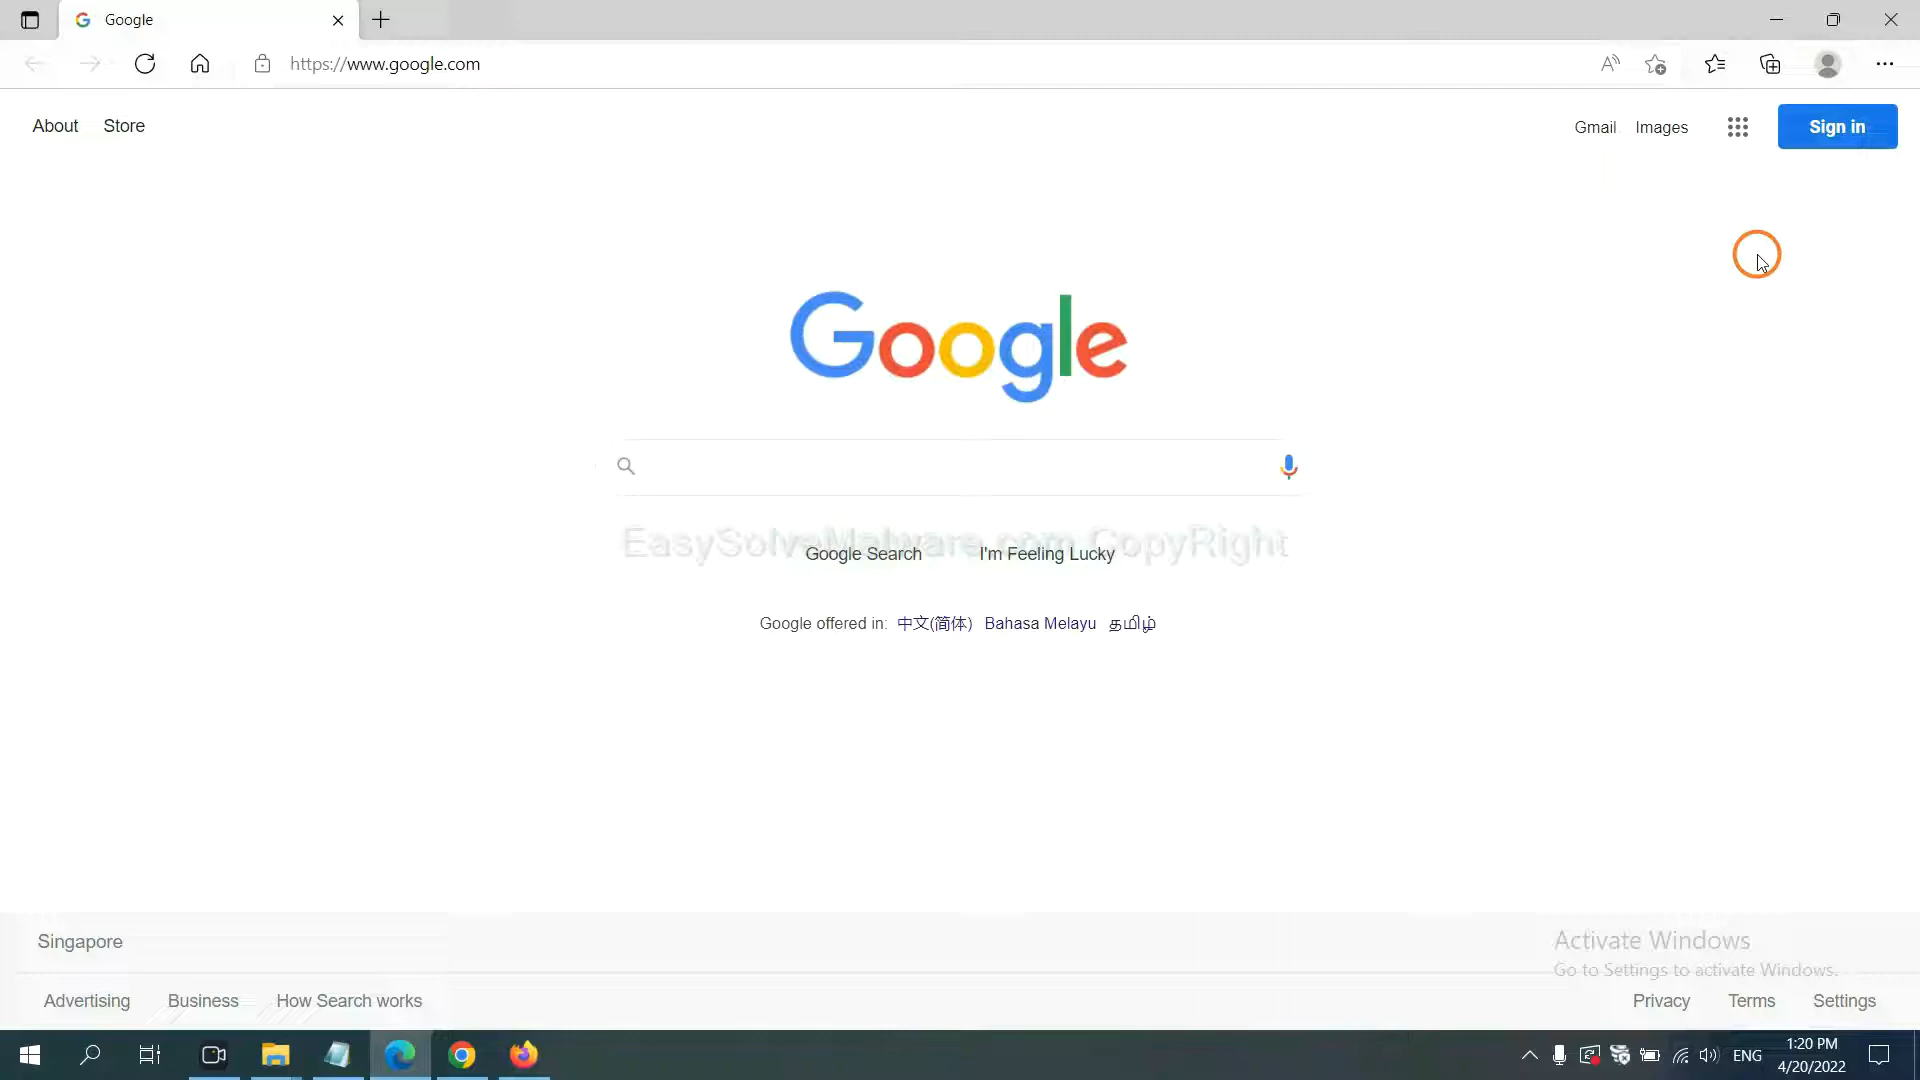 Google
https://www.google.com
About Store
Gmail Images Sign in
Google
EasySolveMalware.com CopyRight
Google Search I'm Feeling Lucky
Google offered in: 中文(简体) Bahasa Melayu தமிழ்
Singapore
Activate Windows
Go to Settings to activate Windows.
Advertising Business How Search works
Privacy Terms Settings
ENG
1:20 PM
4/20/2022